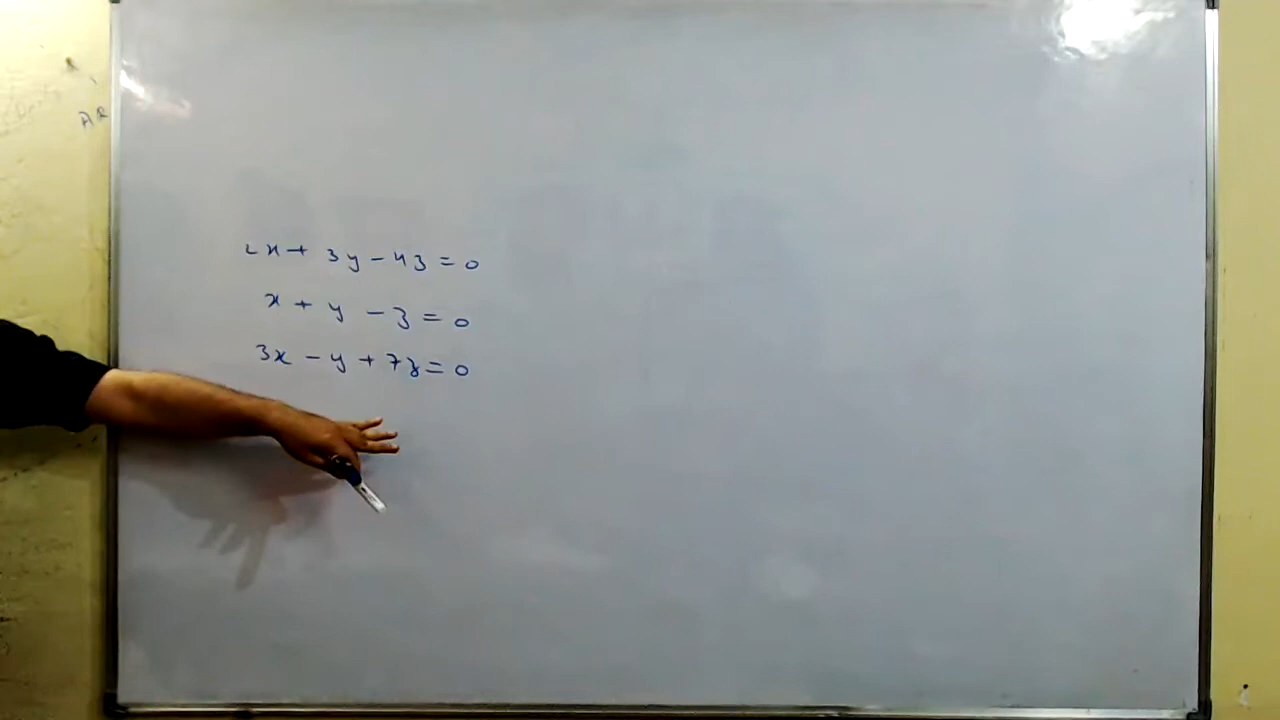 AR
2x + 3y - 4z = 0
x + y - z = 0
3x - y + 7z = 0